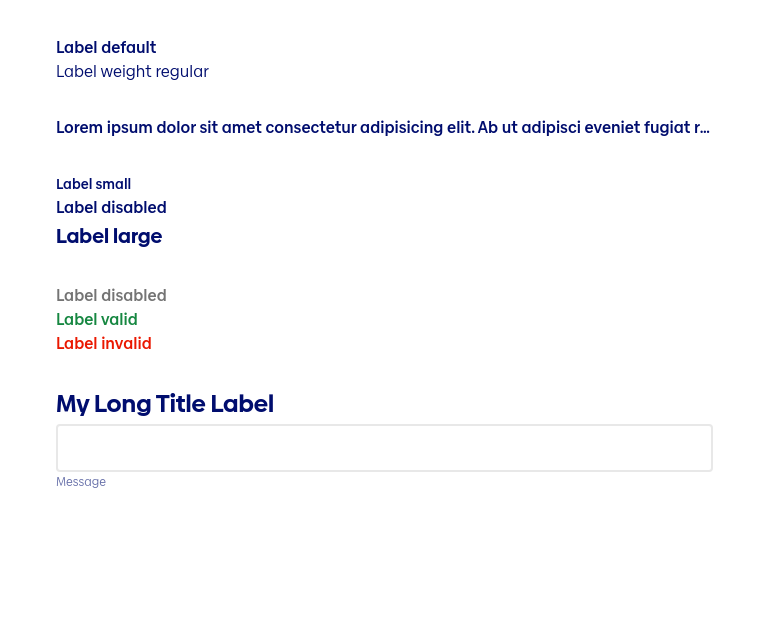 Label default
Label weight regular
Lorem ipsum dolor sit amet consectetur adipisicing elit. Ab ut adipisci eveniet fugiat r...
Label small
Label disabled
Label large
Label disabled
Label valid
Label invalid
My Long Title Label
Message